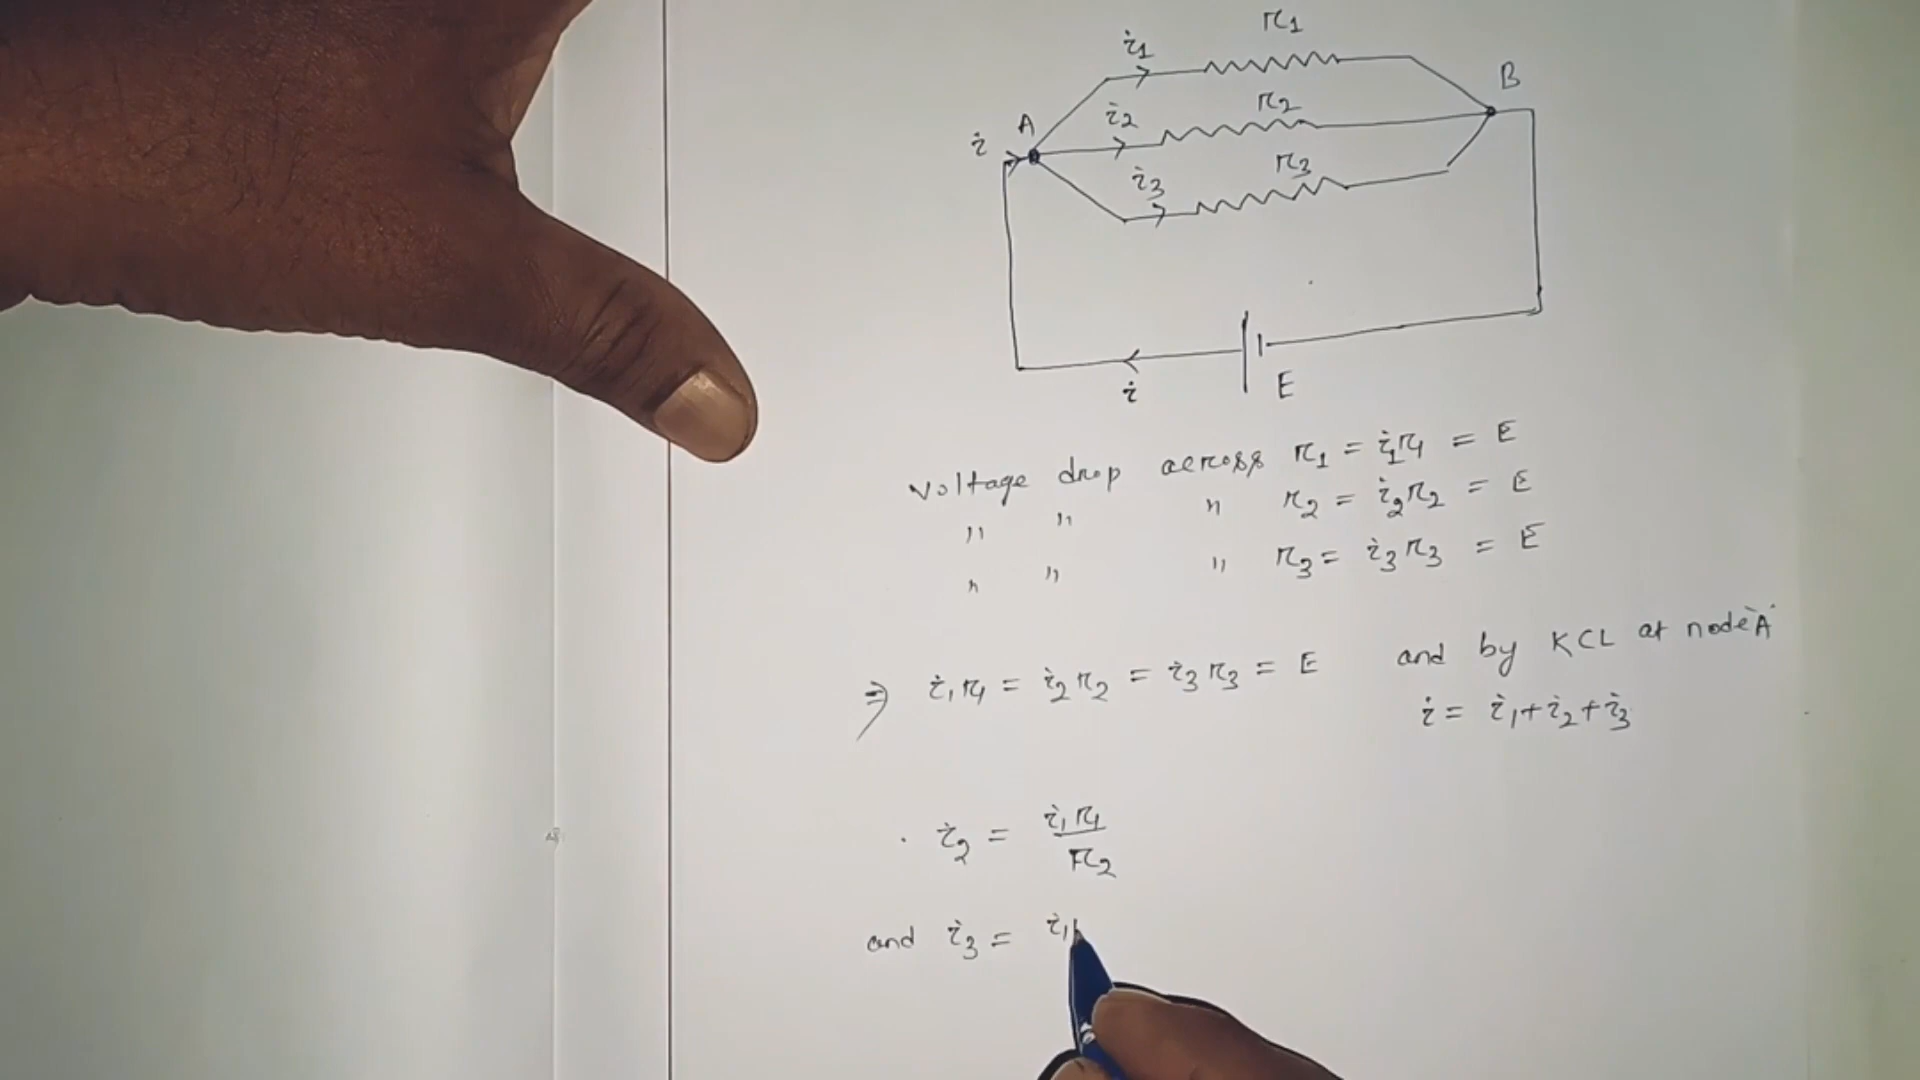 r1
i1
B
r2
A
i2
i
r3
i3
E
i
Voltage drop across r1 = i1r1 = E
,, ,, ,, r2 = i2r2 = E
,, ,, ,, r3 = i3r3 = E
⇒ i1r1 = i2r2 = i3r3 = E and by KCL at node 'A'
i = i1+i2+i3
. i2 = i1r1/r2
and i3 = i1